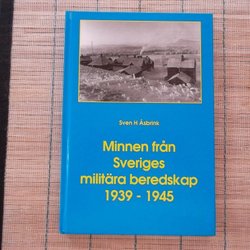 Sven H Åsbrink
Minnen från
Sveriges
militära beredskap
1939 - 1945